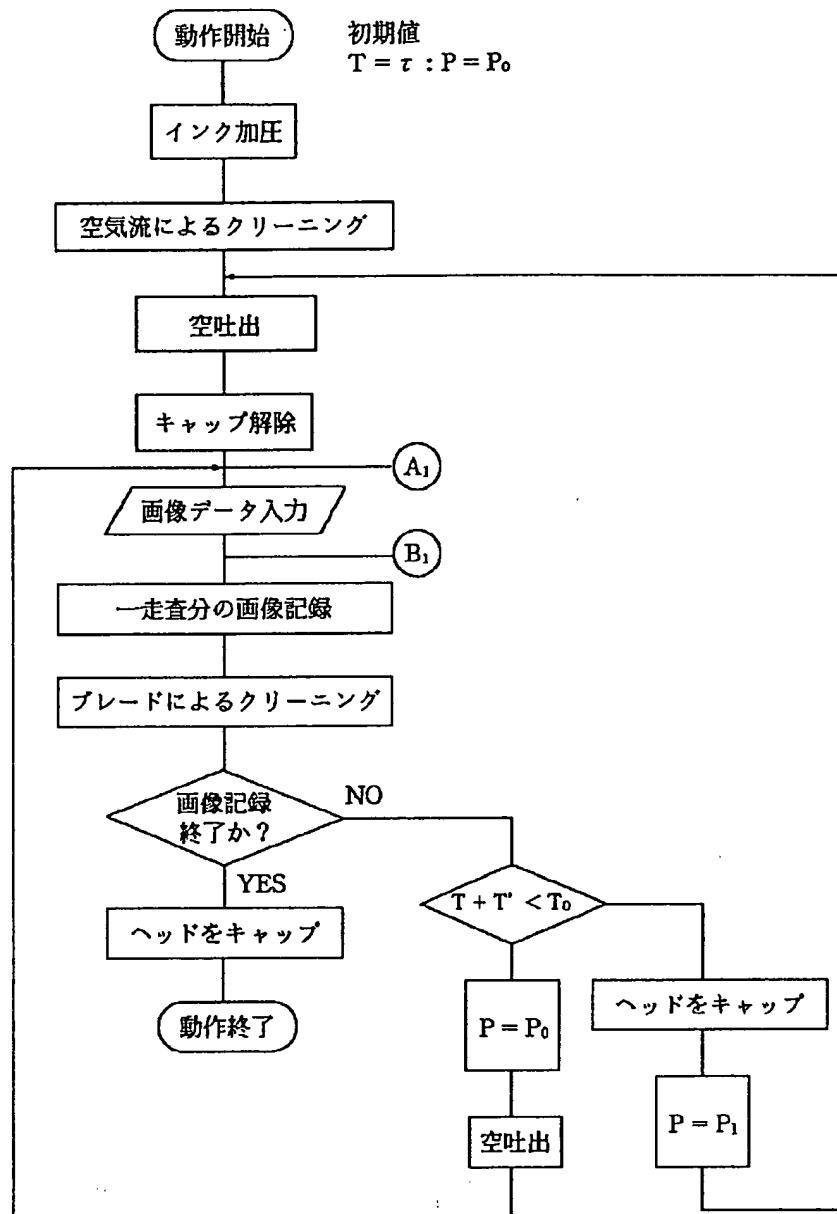 動作開始
初期値
T = τ : P = P₀
インク加圧
空気流によるクリーニング
空吐出
キャップ解除
A₁
画像データ入力
B₁
一走査分の画像記録
ブレードによるクリーニング
画像記録
終了か?
NO
YES
T + T' < T₀
ヘッドをキャップ
動作終了
P = P₀
空吐出
ヘッドをキャップ
P = P₁